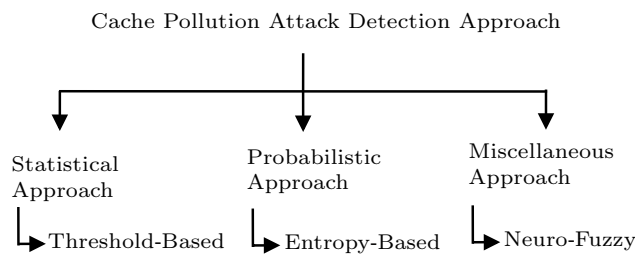 Cache Pollution Attack Detection Approach
Statistical
Approach
Threshold-Based
Probabilistic
Approach
Entropy-Based
Miscellaneous
Approach
Neuro-Fuzzy